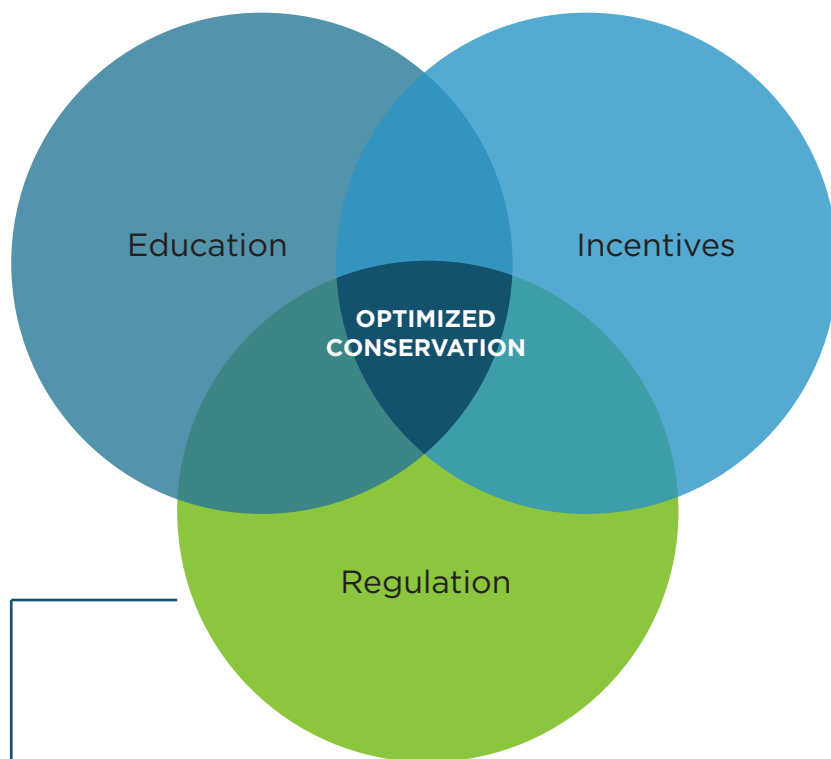 Education
Incentives
OPTIMIZED
CONSERVATION
Regulation